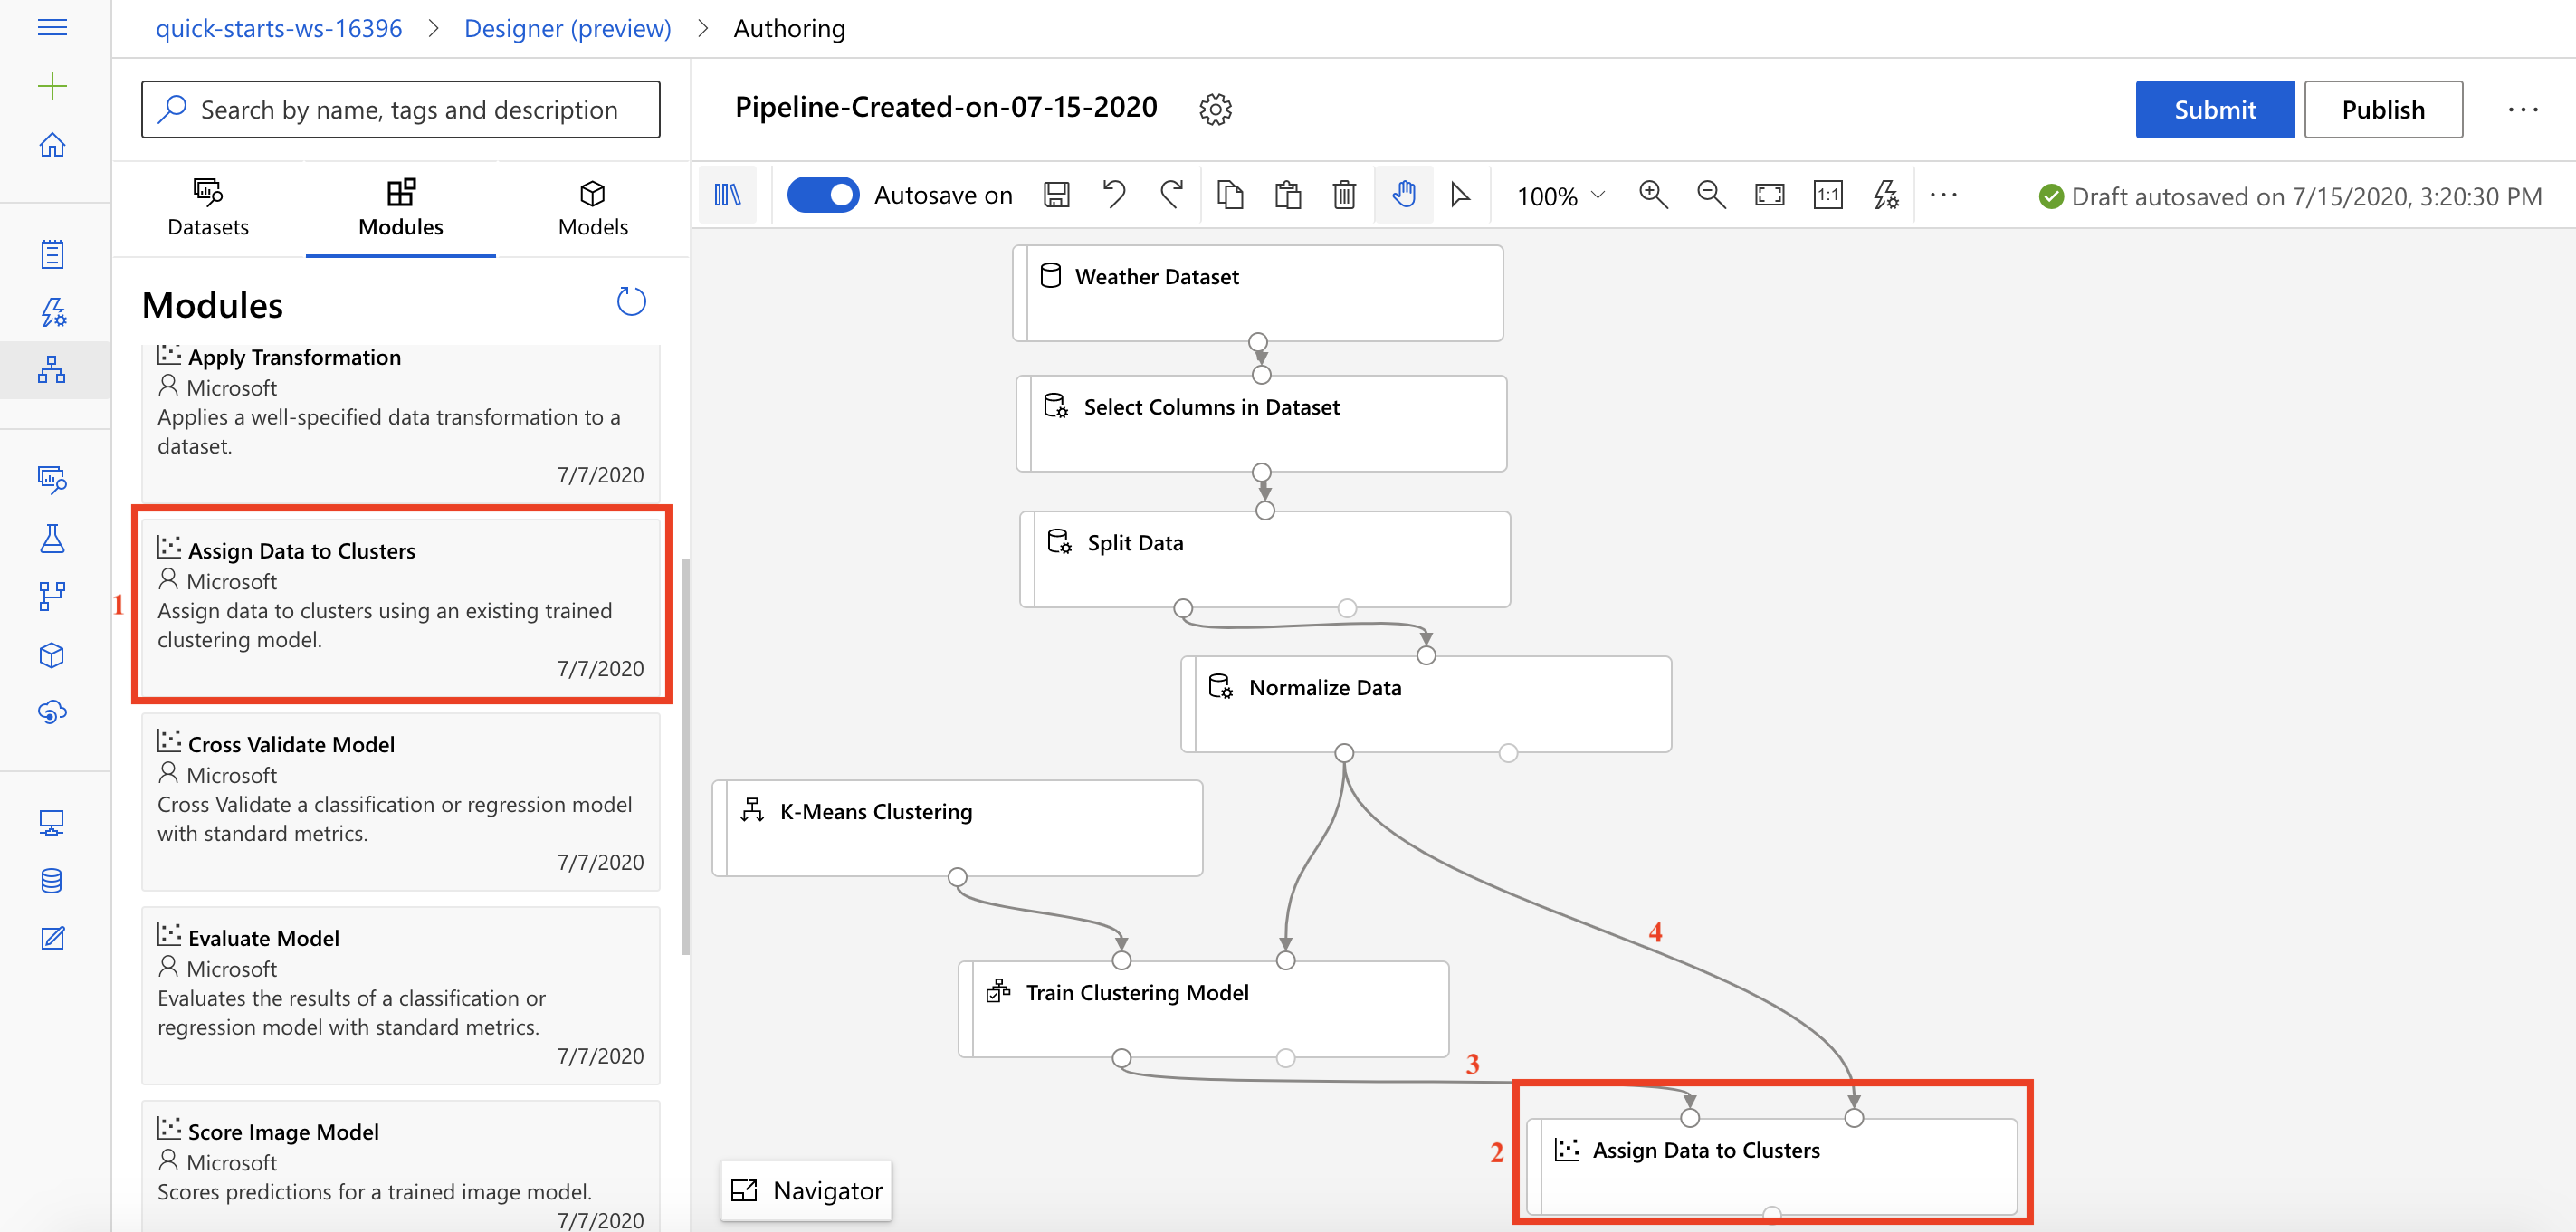 quick-starts-ws-16396 > Designer (preview) > Authoring
Search by name, tags and description
Pipeline-Created-on-07-15-2020
Submit
Publish
Datasets
Modules
Models
Autosave on
100%
1:1
Draft autosaved on 7/15/2020, 3:20:30 PM
Modules
Apply Transformation
Microsoft
Applies a well-specified data transformation to a
dataset.
7/7/2020
1
Assign Data to Clusters
Microsoft
Assign data to clusters using an existing trained
clustering model.
7/7/2020
Cross Validate Model
Microsoft
Cross Validate a classification or regression model
with standard metrics.
7/7/2020
Evaluate Model
Microsoft
Evaluates the results of a classification or
regression model with standard metrics.
7/7/2020
Score Image Model
Microsoft
Scores predictions for a trained image model.
7/7/2020
Weather Dataset
Select Columns in Dataset
Split Data
Normalize Data
K-Means Clustering
4
Train Clustering Model
3
2
Assign Data to Clusters
Navigator